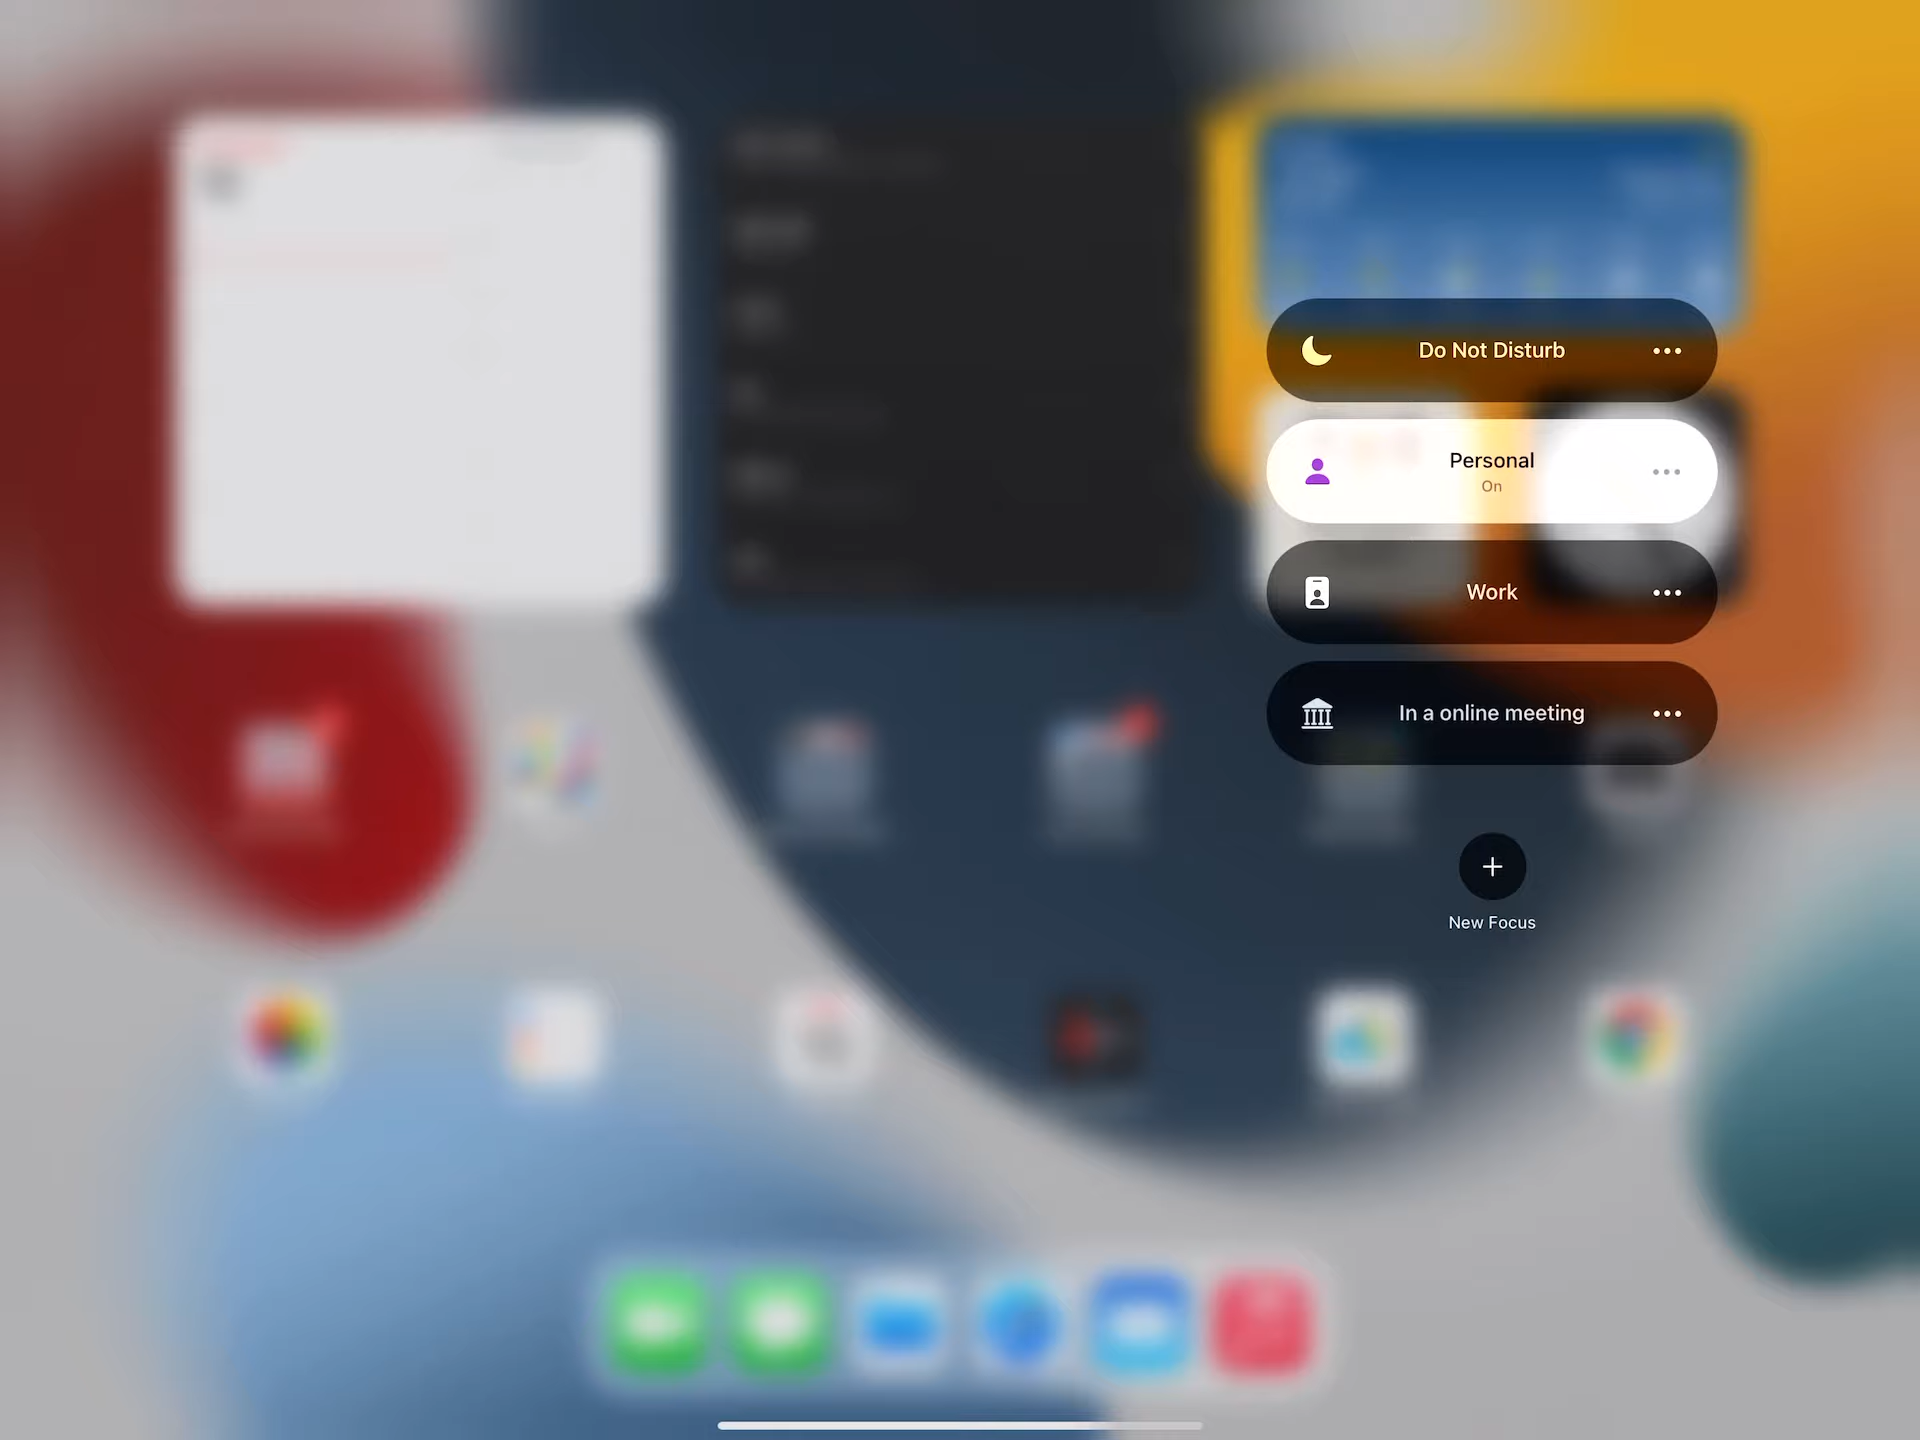 Do Not Disturb
Personal
On
Work
In a online meeting
New Focus